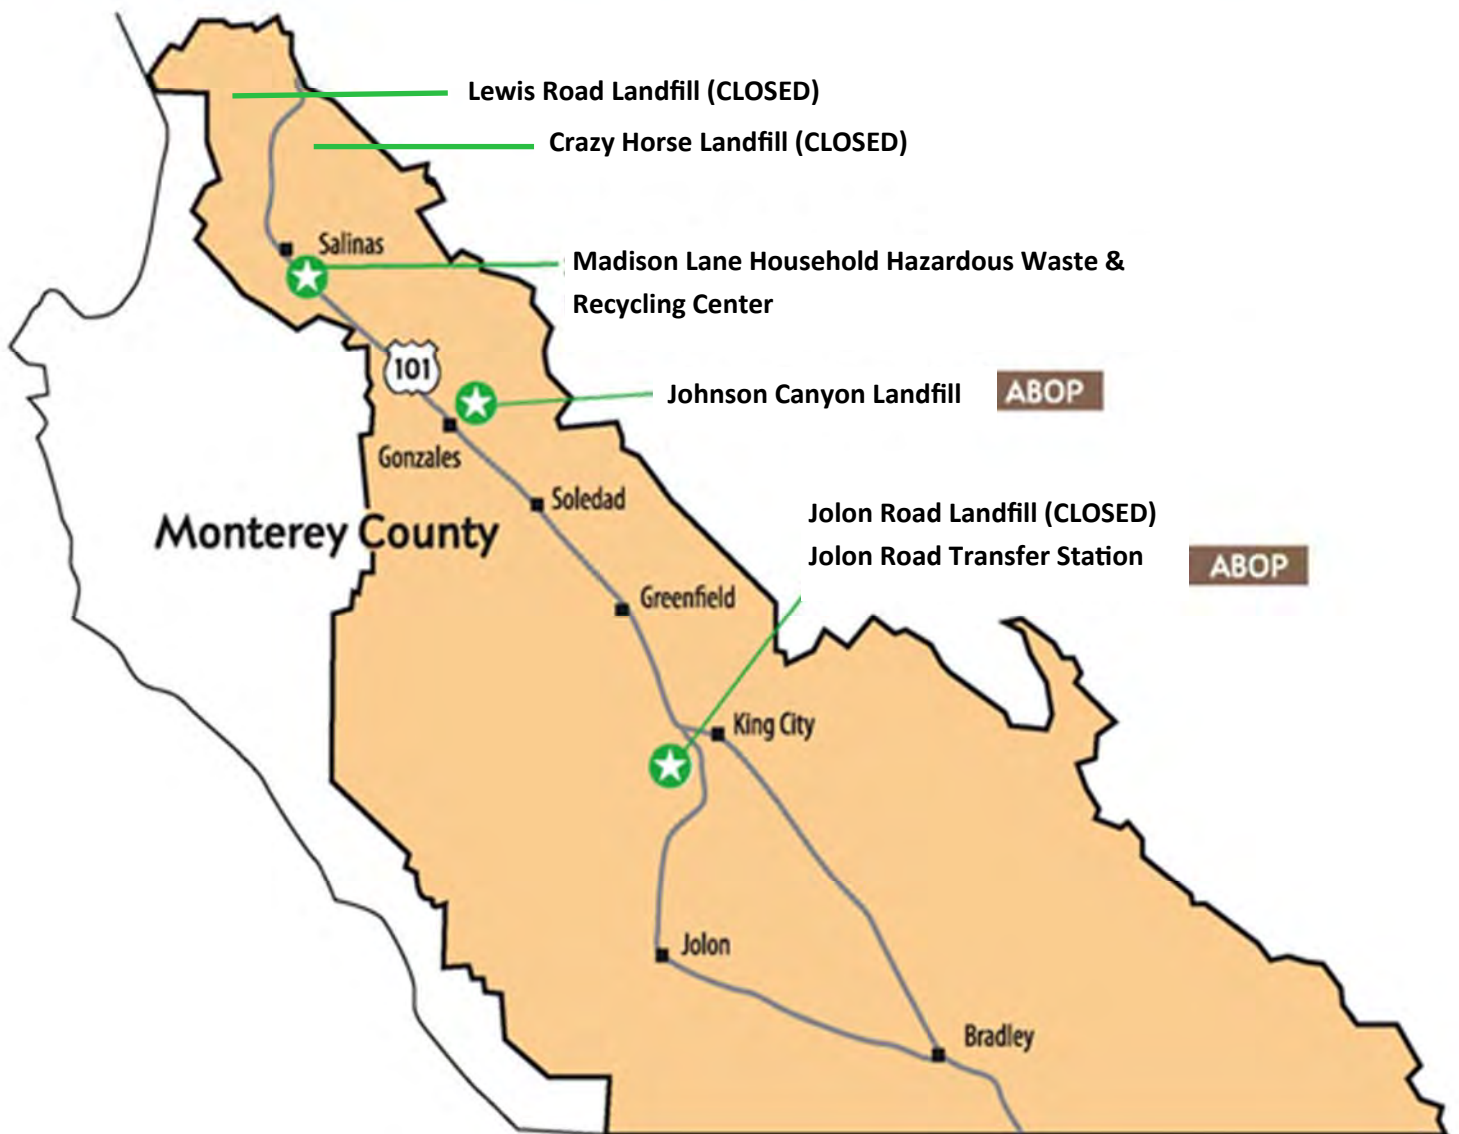 Lewis Road Landfill (CLOSED)
Crazy Horse Landfill (CLOSED)
Salinas
Madison Lane Household Hazardous Waste &
Recycling Center
101
Johnson Canyon Landfill
ABOP
Gonzales
Soledad
Monterey County
Jolon Road Landfill (CLOSED)
Jolon Road Transfer Station
ABOP
Greenfield
King City
Jolon
Bradley